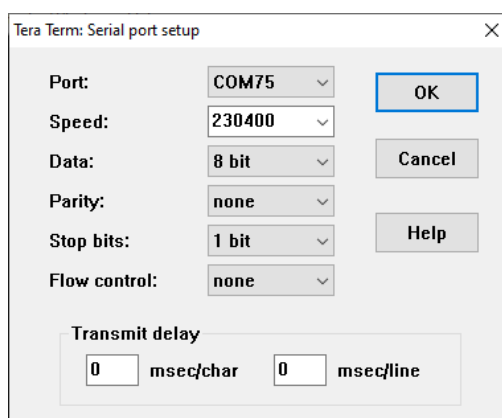 Tera Term: Serial port setup
Port: COM75
OK
Speed: 230400
Data: 8 bit
Cancel
Parity: none
Stop bits: 1 bit
Help
Flow control: none
Transmit delay
0 msec/char 0 msec/line